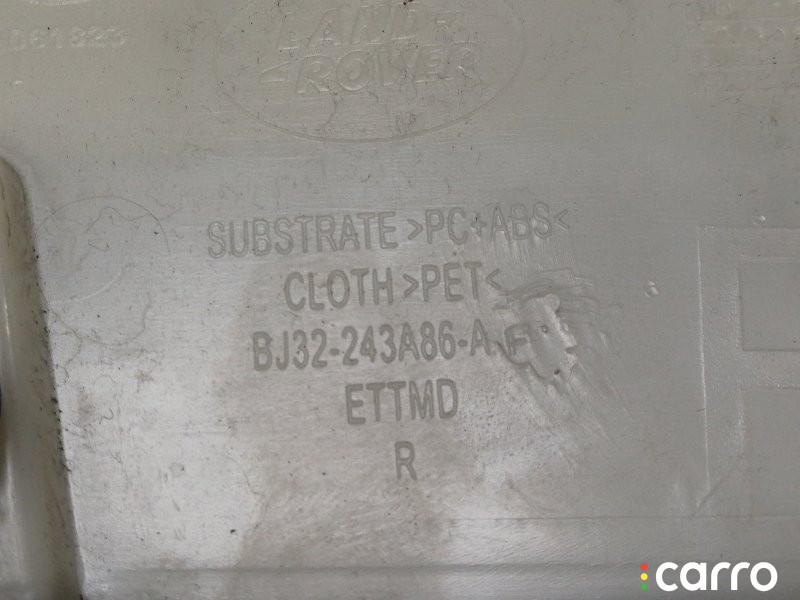 LAND
ROVER
SUBSTRATE >PC+ABS<
CLOTH >PET<
BJ32-243A86-A
ETTMD
R
carro